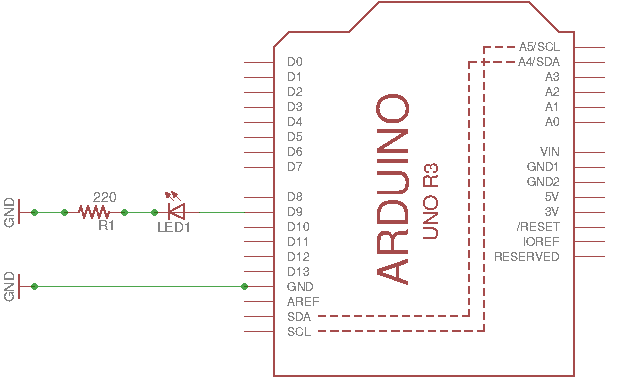 A5/SCL
D0 A4/SDA
D1 A3
D2 A2
D3 A1
D4 A0
D5
D6 VIN
D7 GND1
GND2
D8 5V
D9 3V
D10 /RESET
D11 IOREF
D12 RESERVED
D13
GND
AREF
SDA
SCL
ARDUINO
UNO R3
GND
220
R1
LED1
GND